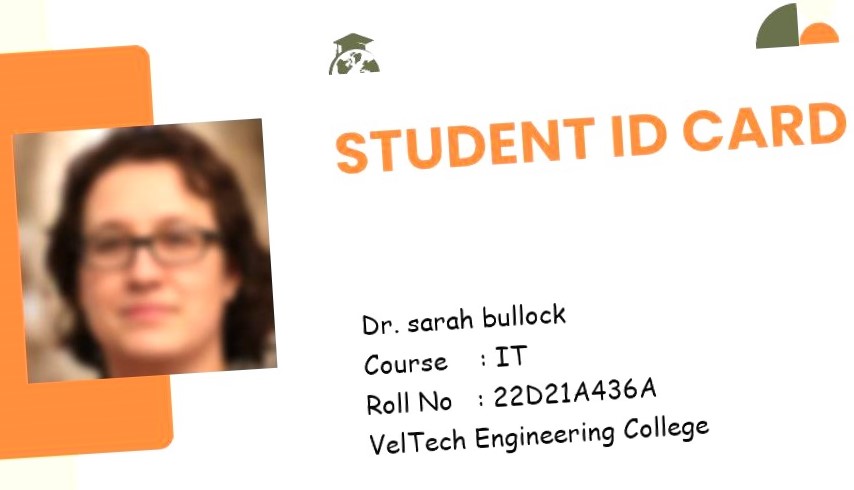 STUDENT ID CARD
Dr. sarah bullock
Course : IT
Roll No : 22D21A436A
VelTech Engineering College